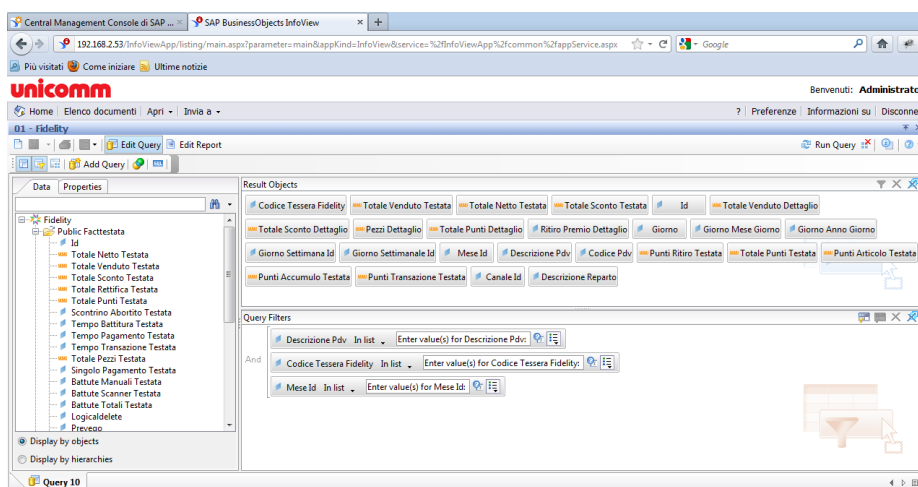 Central Management Console di SAP ... × SAP BusinessObjects InfoView × +
192.168.2.53/InfoViewApp/listing/main.aspx?parameter=main&appKind=InfoView&service=%2fInfoViewApp%2fcommon%2fappService.aspx Google
Più visitati Come iniziare Ultime notizie
unicomm
Benvenuti: Administrato
Home Elenco documenti Apri Invia a ? Preferenze Informazioni su Disconne
01 - Fidelity
Edit Query Edit Report Run Query
Add Query
Data Properties
Result Objects
Codice Tessera Fidelity Totale Venduto Testata Totale Netto Testata Totale Sconto Testata Id Totale Venduto Dettaglio
Totale Sconto Dettaglio Pezzi Dettaglio Totale Punti Dettaglio Ritiro Premio Dettaglio Giorno Giorno Mese Giorno Giorno Anno Giorno
Giorno Settimana Id Giorno Settimanale Id Mese Id Descrizione Pdv Codice Pdv Punti Ritiro Testata Totale Punti Testata Punti Articolo Testata
Punti Accumulo Testata Punti Transazione Testata Canale Id Descrizione Reparto
Fidelity
Public Facttestata
Id
Totale Netto Testata
Totale Venduto Testata
Totale Sconto Testata
Totale Rettifica Testata
Totale Punti Testata
Scontrino Abortito Testata
Tempo Battitura Testata
Tempo Pagamento Testata
Tempo Transazione Testata
Totale Pezzi Testata
Singolo Pagamento Testata
Battute Manuali Testata
Battute Scanner Testata
Battute Totali Testata
Logicaldelete
Prevego
Query Filters
Descrizione Pdv In list Enter value(s) for Descrizione Pdv:
And
Codice Tessera Fidelity In list Enter value(s) for Codice Tessera Fidelity:
Mese Id In list Enter value(s) for Mese Id:
Display by objects
Display by hierarchies
Query 10